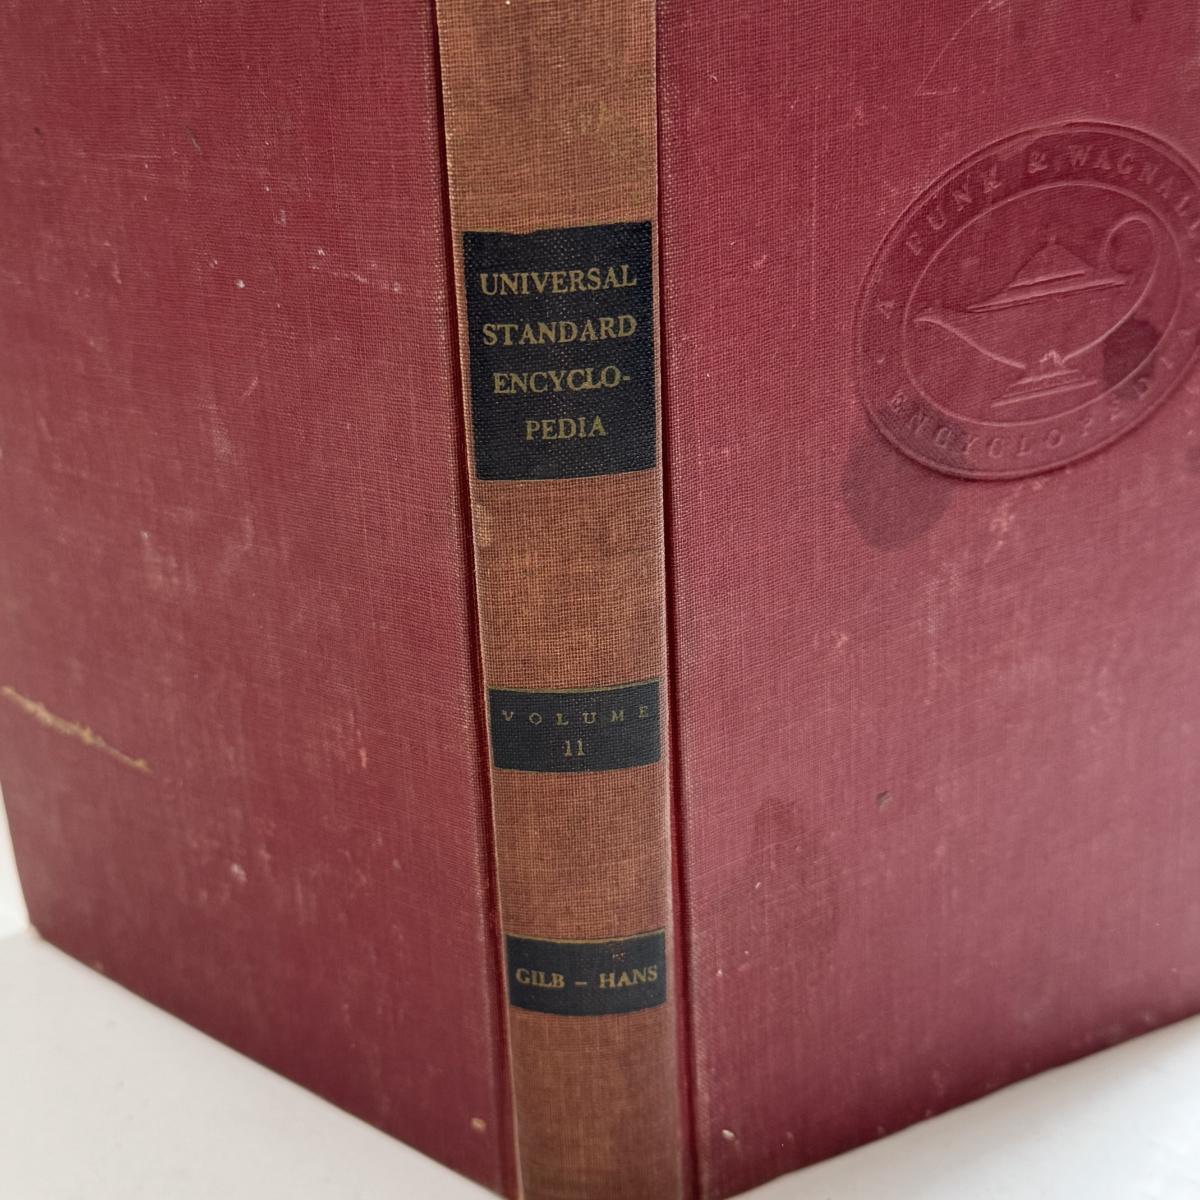 UNIVERSAL
STANDARD
ENCYCLO-
PEDIA
VOLUME
11
GILB – HANS
A FUNK & WAGNALLS
ENCYCLOPEDIA